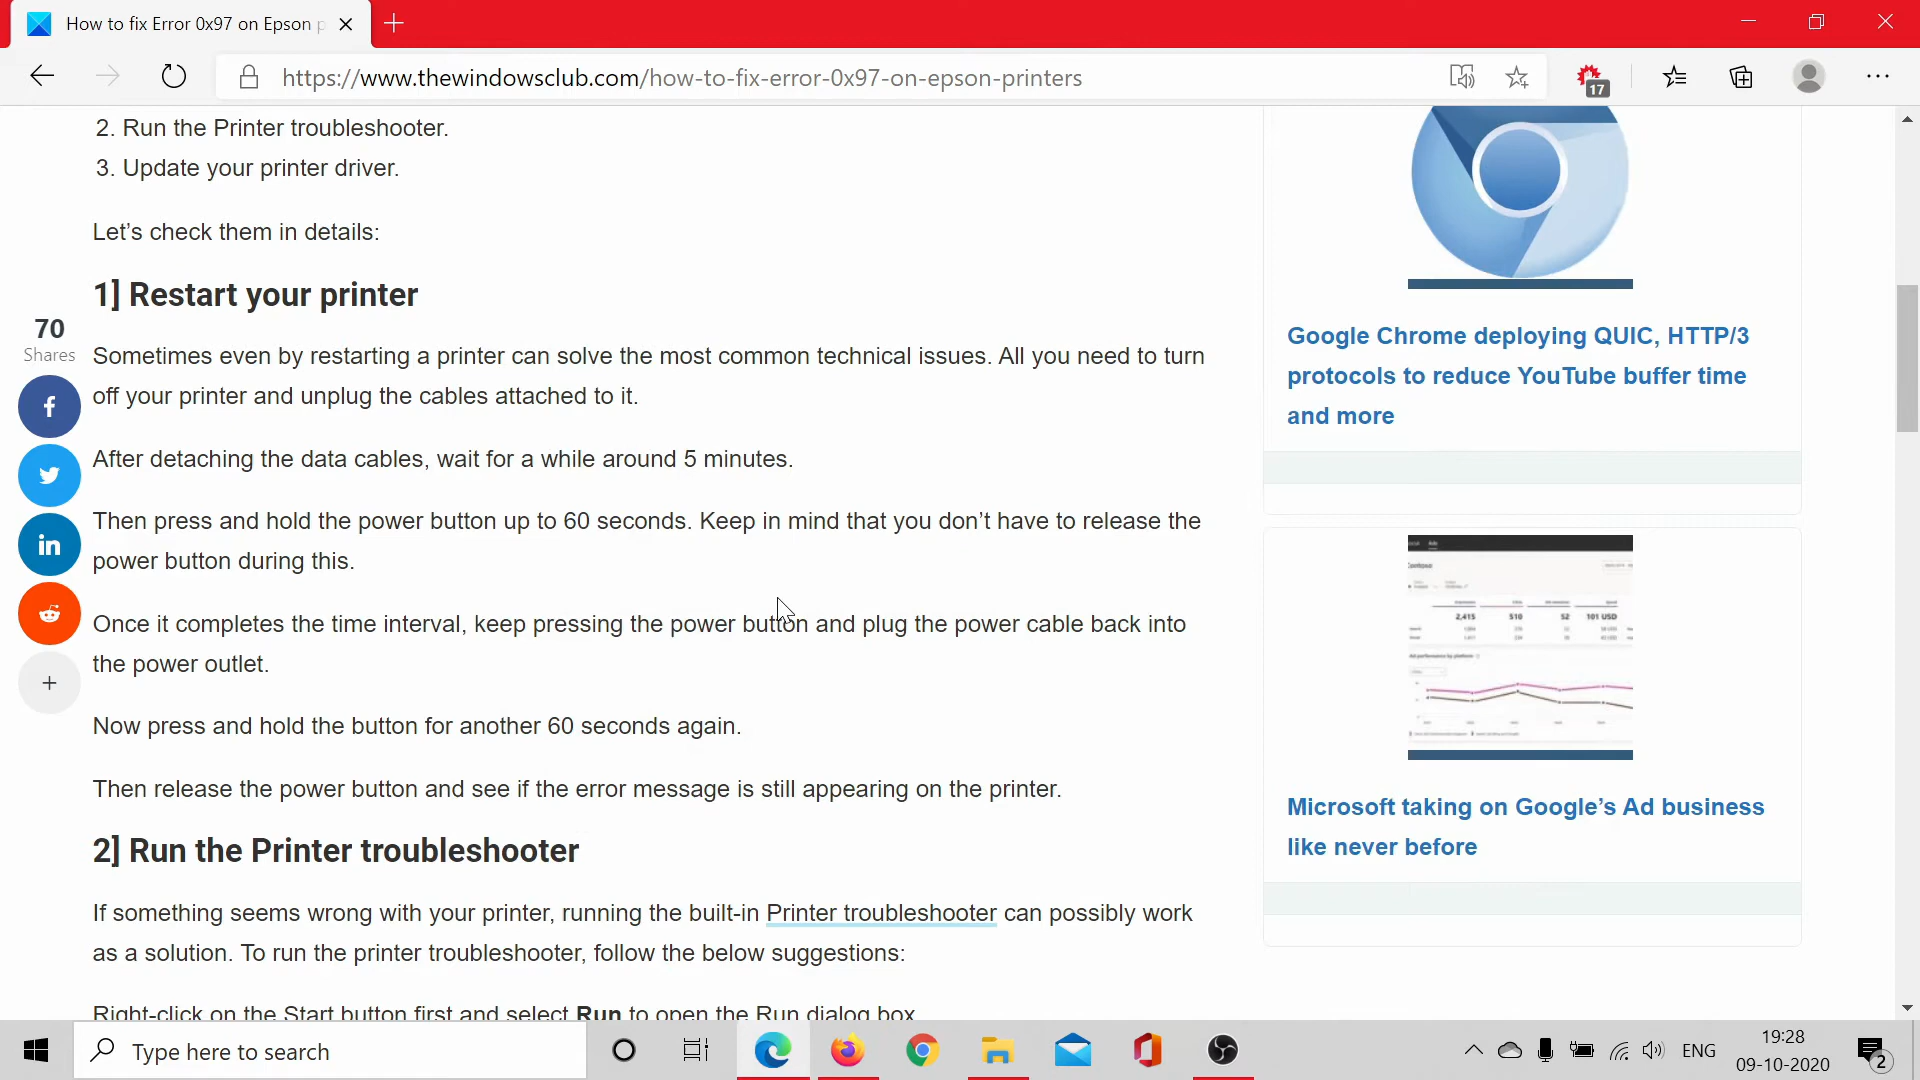 How to fix Error 0x97 on Epson p
https://www.thewindowsclub.com/how-to-fix-error-0x97-on-epson-printers
17
2. Run the Printer troubleshooter.
3. Update your printer driver.
Let’s check them in details:
1] Restart your printer
70
Shares
Sometimes even by restarting a printer can solve the most common technical issues. All you need to turn
off your printer and unplug the cables attached to it.
After detaching the data cables, wait for a while around 5 minutes.
Then press and hold the power button up to 60 seconds. Keep in mind that you don’t have to release the
power button during this.
Once it completes the time interval, keep pressing the power button and plug the power cable back into
the power outlet.
Now press and hold the button for another 60 seconds again.
Then release the power button and see if the error message is still appearing on the printer.
2] Run the Printer troubleshooter
If something seems wrong with your printer, running the built-in Printer troubleshooter can possibly work
as a solution. To run the printer troubleshooter, follow the below suggestions:
Right-click on the Start button first and select Run to open the Run dialog box.
Google Chrome deploying QUIC, HTTP/3
protocols to reduce YouTube buffer time
and more
2,415 510 52 101 USD
Microsoft taking on Google’s Ad business
like never before
Type here to search
ENG
19:28
09-10-2020
2